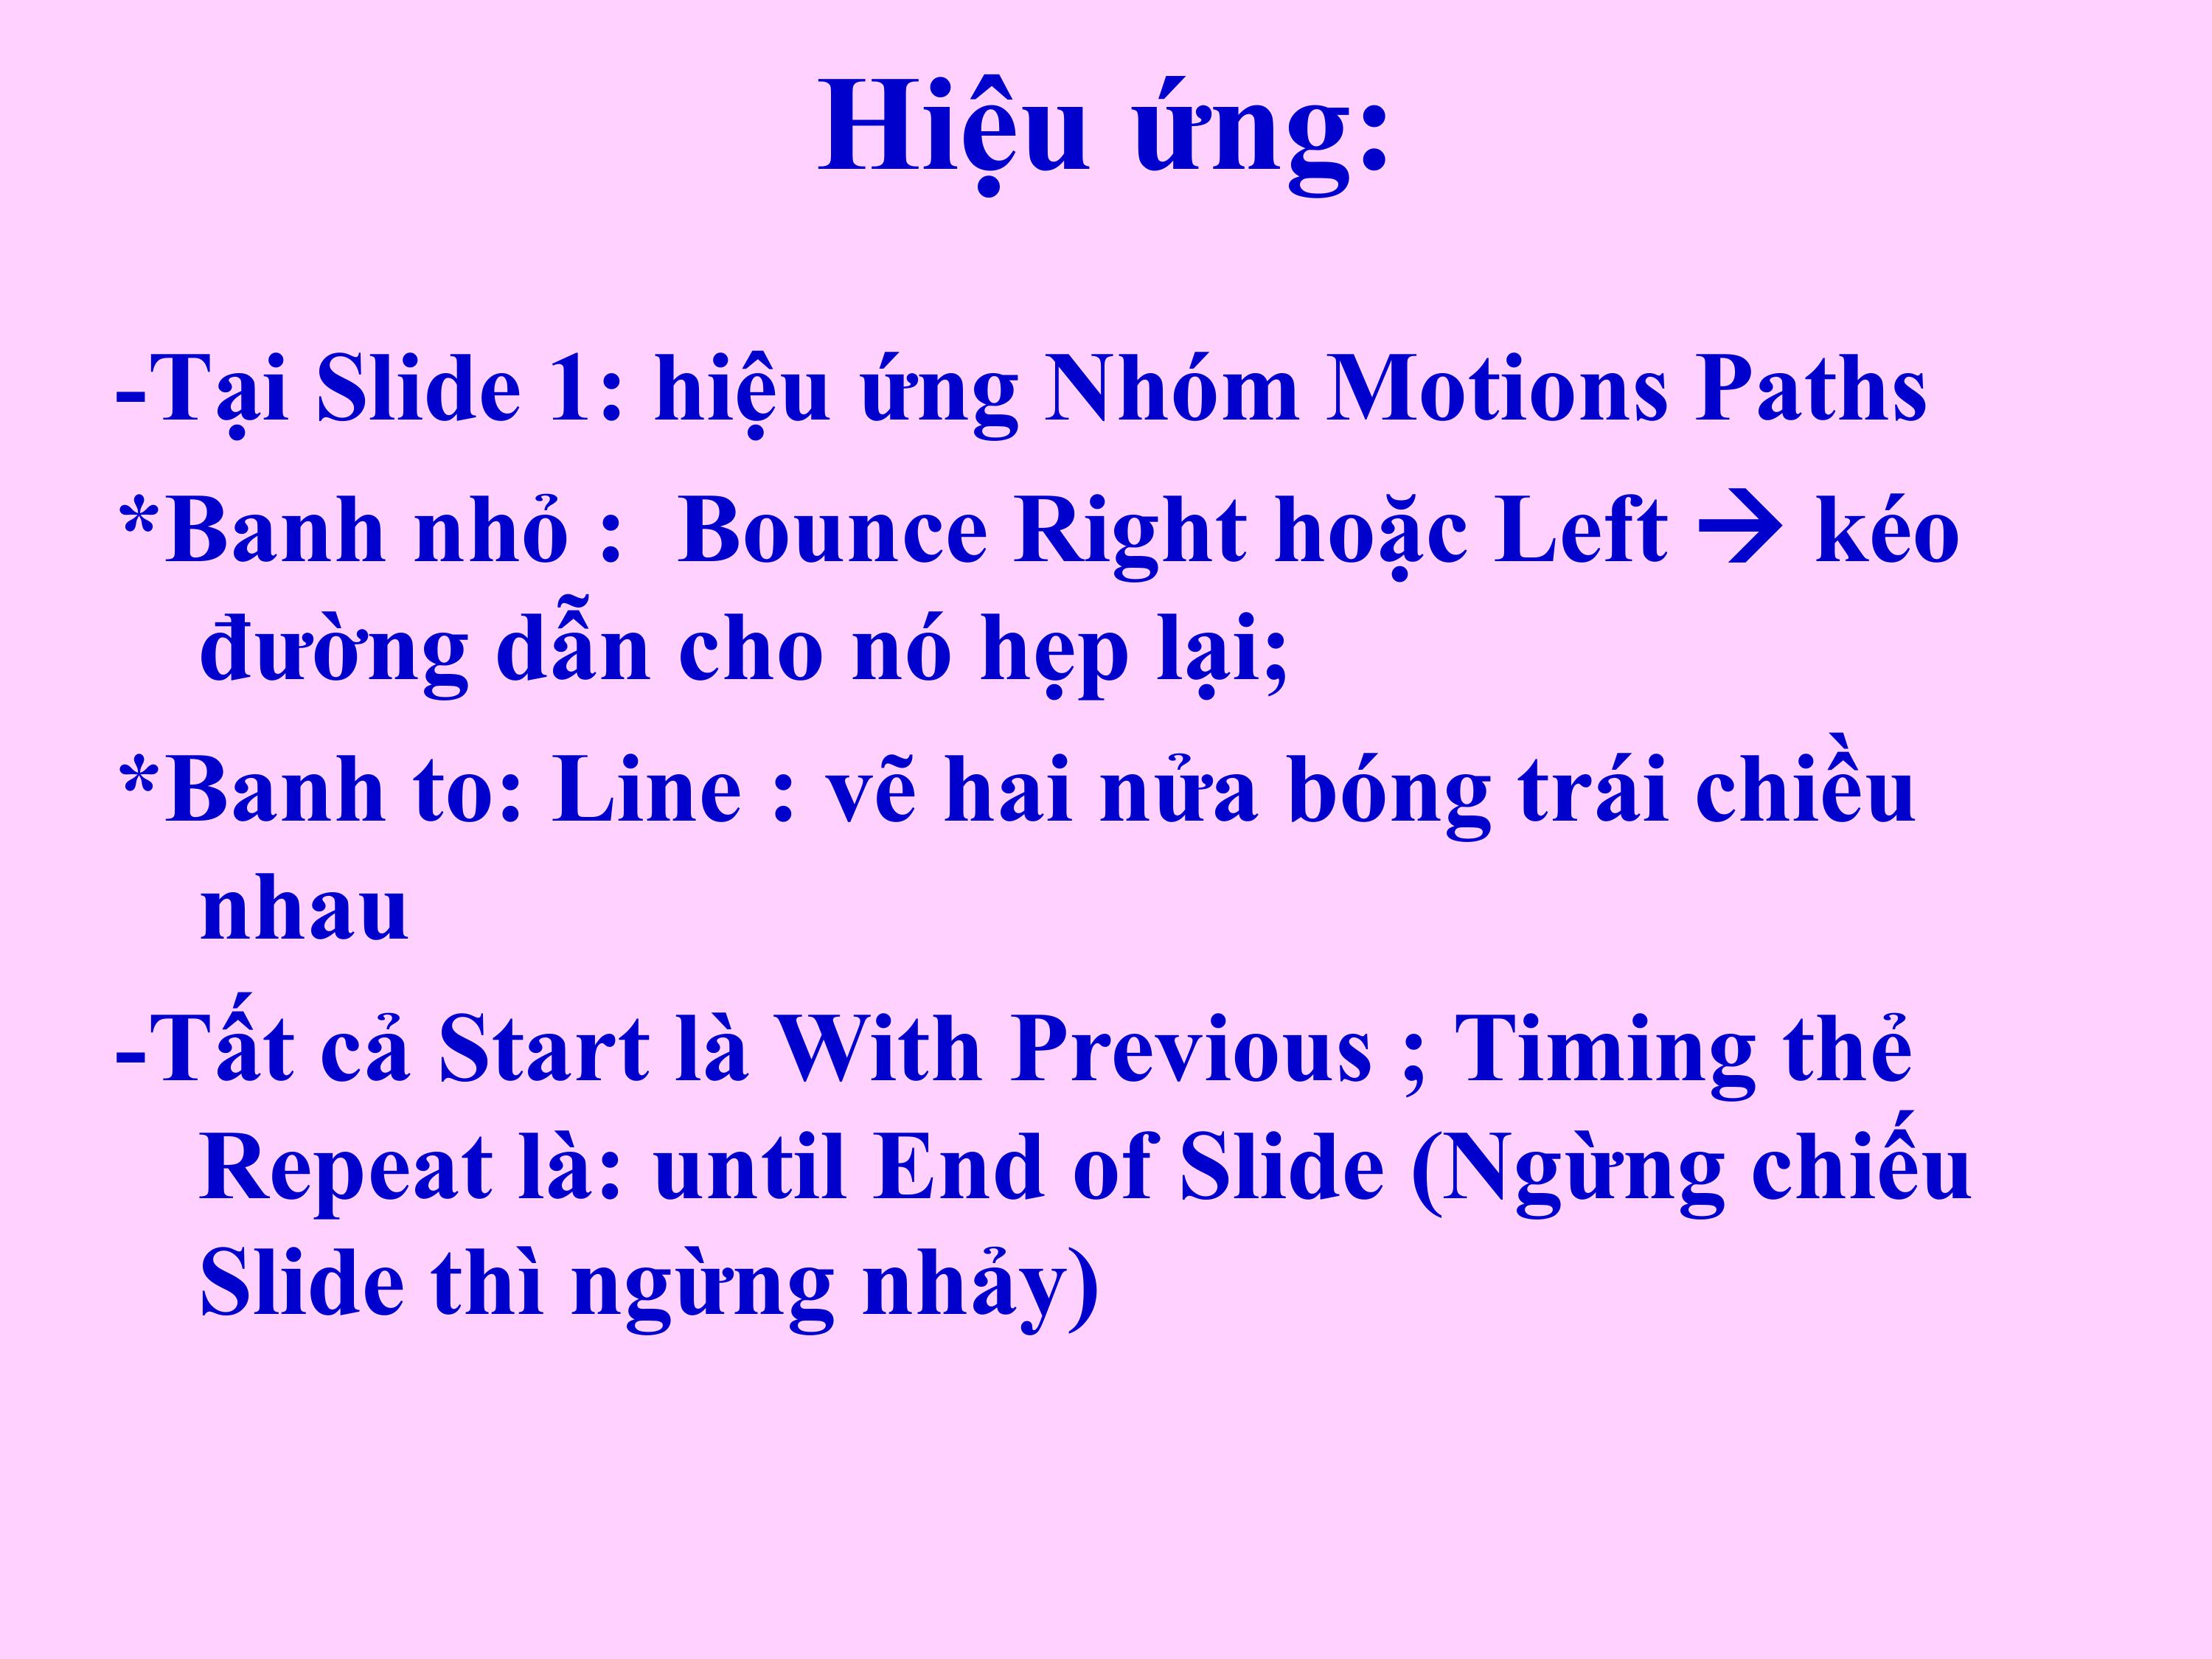 Hiệu ứng:
-Tại Slide 1: hiệu ứng Nhóm Motions Paths
*Banh nhỏ :  Bounce Right hoặc Left → kéo
đường dẫn cho nó hẹp lại;
*Banh to: Line : vẽ hai nửa bóng trái chiều
nhau
-Tất cả Start là With Previous ; Timing thẻ
Repeat là: until End of Slide (Ngừng chiếu
Slide thì ngừng nhảy)